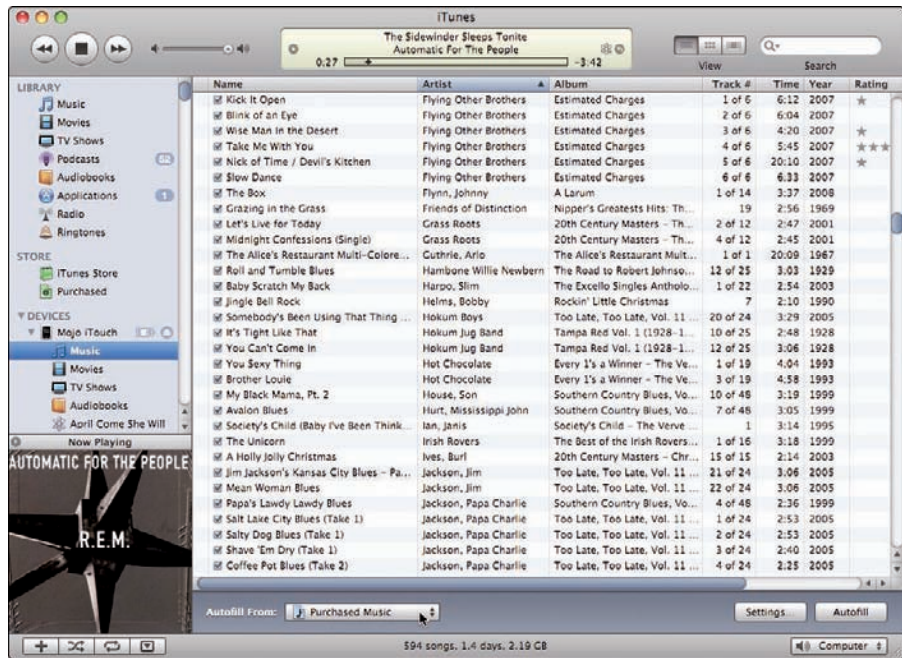 iTunes
The Sidewinder Sleeps Tonite
Automatic For The People
0:27 -3:42
View Search
LIBRARY
Music
Movies
TV Shows
Podcasts
Audiobooks
Applications 1
Radio
Ringtones
STORE
iTunes Store
Purchased
DEVICES
Mojo iTouch
Music
Movies
TV Shows
Audiobooks
April Come She Will
Now Playing
AUTOMATIC FOR THE PEOPLE
R.E.M.
Name Artist Album Track # Time Year Rating
Kick It Open Flying Other Brothers Estimated Charges 1 of 6 6:12 2007 ★
Blink of an Eye Flying Other Brothers Estimated Charges 2 of 6 6:04 2007
Wise Man in the Desert Flying Other Brothers Estimated Charges 3 of 6 4:20 2007 ★
Take Me With You Flying Other Brothers Estimated Charges 4 of 6 5:45 2007 ★★★
Nick of Time / Devil's Kitchen Flying Other Brothers Estimated Charges 5 of 6 20:10 2007 ★
Slow Dance Flying Other Brothers Estimated Charges 6 of 6 6:33 2007
The Box Flynn, Johnny A Larum 1 of 14 3:37 2008
Grazing in the Grass Friends of Distinction Nipper's Greatests Hits: Th... 19 2:56 1969
Let's Live for Today Grass Roots 20th Century Masters – Th... 2 of 12 2:47 2001
Midnight Confessions (Single) Grass Roots 20th Century Masters – Th... 4 of 12 2:45 2001
The Alice's Restaurant Multi-Colore... Guthrie, Arlo The Alice's Restaurant Mult... 1 of 1 20:09 1967
Roll and Tumble Blues Hambone Willie Newbern The Road to Robert Johnso... 12 of 25 3:03 1929
Baby Scratch My Back Harpo, Slim The Excello Singles Antholo... 1 of 22 2:54 2003
Jingle Bell Rock Helms, Bobby Rockin' Little Christmas 7 2:10 1990
Somebody's Been Using That Thing ... Hokum Boys Too Late, Too Late, Vol. 11 ... 20 of 24 3:29 2005
It's Tight Like That Hokum Jug Band Tampa Red Vol. 1 (1928-1... 10 of 25 2:48 1928
You Can't Come In Hokum Jug Band Tampa Red Vol. 1 (1928-1... 12 of 25 3:06 1928
You Sexy Thing Hot Chocolate Every 1's a Winner – The Ve... 1 of 19 4:04 1993
Brother Louie Hot Chocolate Every 1's a Winner – The Ve... 3 of 19 4:58 1993
My Black Mama, Pt. 2 House, Son Southern Country Blues, Vo... 10 of 48 3:19 1999
Avalon Blues Hurt, Mississippi John Southern Country Blues, Vo... 7 of 48 3:05 1999
Society's Child (Baby I've Been Think... Ian, Janis Society's Child – The Verve ... 1 3:14 1995
The Unicorn Irish Rovers The Best of the Irish Rovers... 1 of 16 3:18 1999
A Holly Jolly Christmas Ives, Burl 20th Century Masters – Chr... 15 of 15 2:14 2003
Jim Jackson's Kansas City Blues – Pa... Jackson, Jim Too Late, Too Late, Vol. 11 ... 21 of 24 3:06 2005
Mean Woman Blues Jackson, Jim Too Late, Too Late, Vol. 11 ... 22 of 24 3:06 2005
Papa's Lawdy Lawdy Blues Jackson, Papa Charlie Southern Country Blues, Vo... 4 of 48 2:36 1999
Salt Lake City Blues (Take 1) Jackson, Papa Charlie Too Late, Too Late, Vol. 11 ... 1 of 24 2:53 2005
Salty Dog Blues (Take 1) Jackson, Papa Charlie Too Late, Too Late, Vol. 11 ... 2 of 24 2:53 2005
Shave 'Em Dry (Take 1) Jackson, Papa Charlie Too Late, Too Late, Vol. 11 ... 3 of 24 2:40 2005
Coffee Pot Blues (Take 2) Jackson, Papa Charlie Too Late, Too Late, Vol. 11 ... 4 of 24 2:25 2005
Autofill From: Purchased Music Settings... Autofill
594 songs, 1.4 days, 2.19 GB Computer